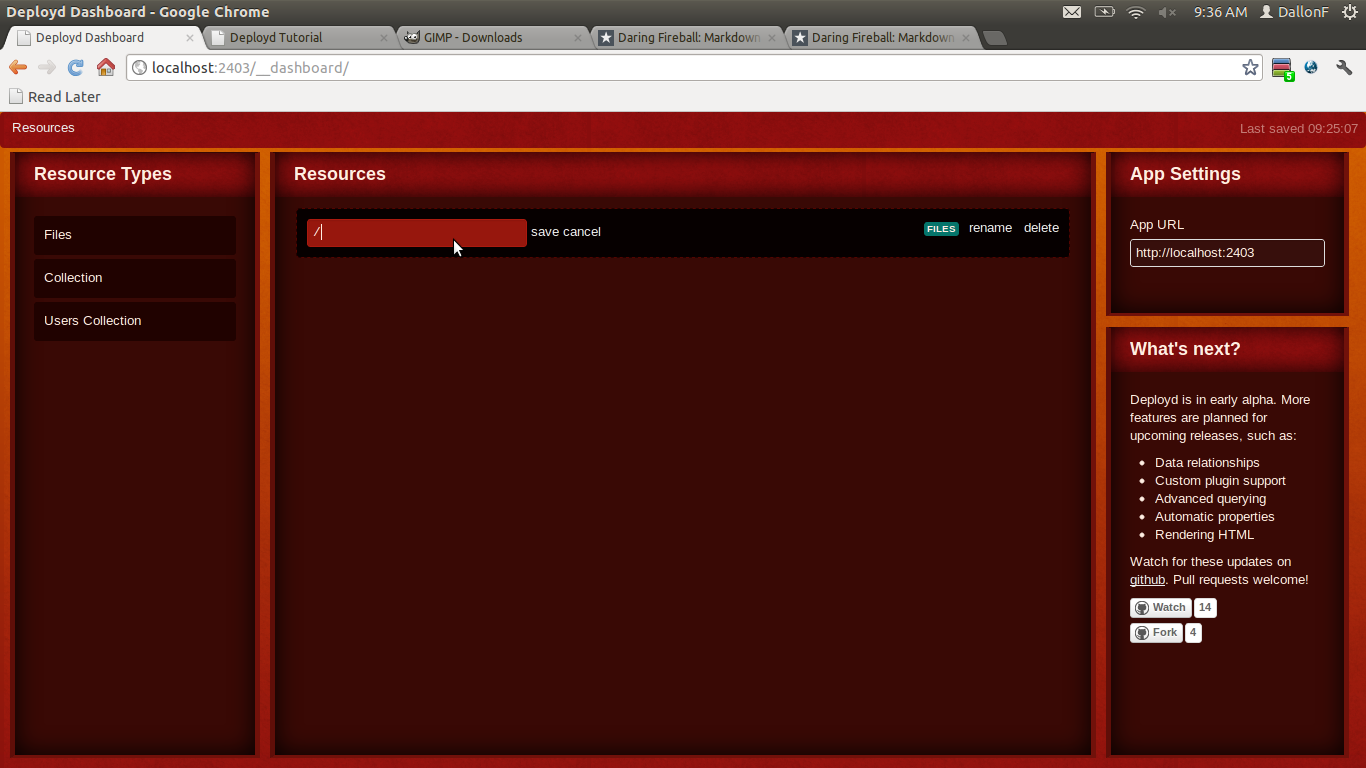 Deployd Dashboard - Google Chrome
9:36 AM DallonF
Deployd Dashboard
Deployd Tutorial
GIMP - Downloads
Daring Fireball: Markdown
Daring Fireball: Markdown
localhost:2403/__dashboard/
5
Read Later
Resources
Last saved 09:25:07
Resource Types
Files
Collection
Users Collection
Resources
/ save cancel FILES rename delete
App Settings
App URL
http://localhost:2403
What's next?
Deployd is in early alpha. More
features are planned for
upcoming releases, such as:
• Data relationships
• Custom plugin support
• Advanced querying
• Automatic properties
• Rendering HTML
Watch for these updates on
github. Pull requests welcome!
Watch 14
Fork 4